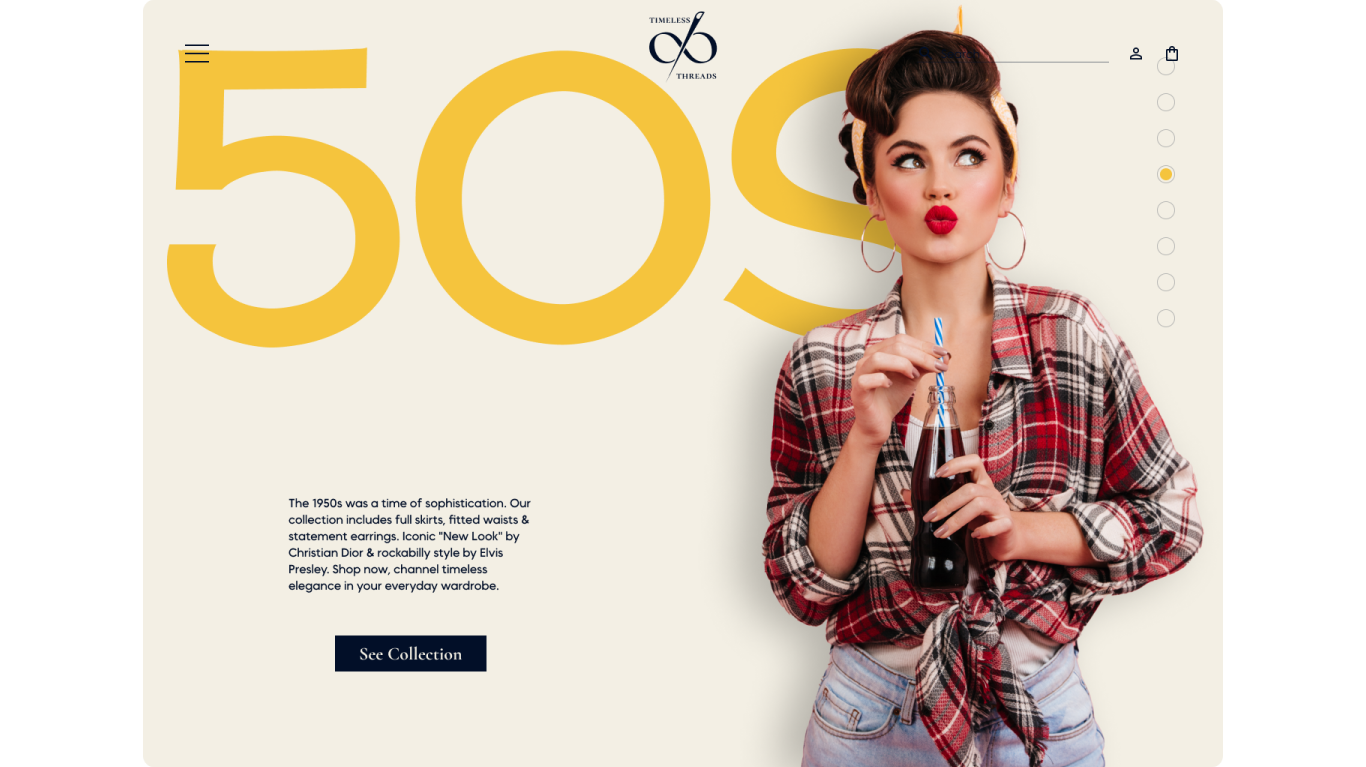 TIMELESS
THREADS
50s
The 1950s was a time of sophistication. Our
collection includes full skirts, fitted waists &
statement earrings. Iconic "New Look" by
Christian Dior & rockabilly style by Elvis
Presley. Shop now, channel timeless
elegance in your everyday wardrobe.
See Collection